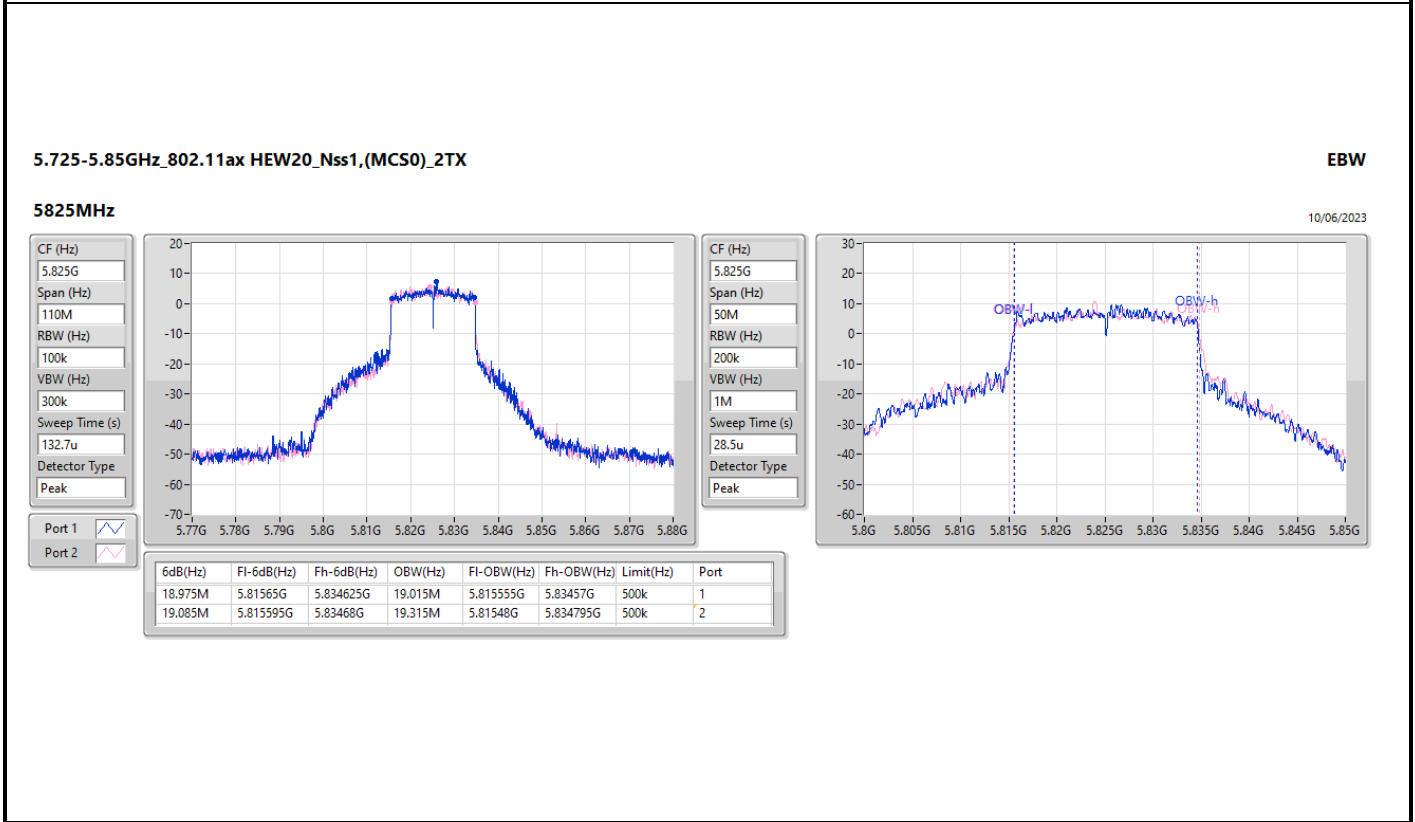 5.725-5.85GHz_802.11ax HEW20_Nss1,(MCS0)_2TX
EBW
5825MHz
10/06/2023
CF (Hz)
5.825G
Span (Hz)
110M
RBW (Hz)
100k
VBW (Hz)
300k
Sweep Time (s)
132.7u
Detector Type
Peak
Port 1
Port 2
20
10
0
-10
-20
-30
-40
-50
-60
-70
5.77G 5.78G 5.79G 5.8G 5.81G 5.82G 5.83G 5.84G 5.85G 5.86G 5.87G 5.88G
CF (Hz)
5.825G
Span (Hz)
50M
RBW (Hz)
200k
VBW (Hz)
1M
Sweep Time (s)
28.5u
Detector Type
Peak
30
20
10
0
-10
-20
-30
-40
-50
-60
OBW-l
OBW-h
OBW-h
5.8G 5.805G 5.81G 5.815G 5.82G 5.825G 5.83G 5.835G 5.84G 5.845G 5.85G
6dB(Hz) Fl-6dB(Hz) Fh-6dB(Hz) OBW(Hz) Fl-OBW(Hz) Fh-OBW(Hz) Limit(Hz) Port
18.975M 5.81565G 5.834625G 19.015M 5.815555G 5.83457G 500k 1
19.085M 5.815595G 5.83468G 19.315M 5.81548G 5.834795G 500k 2